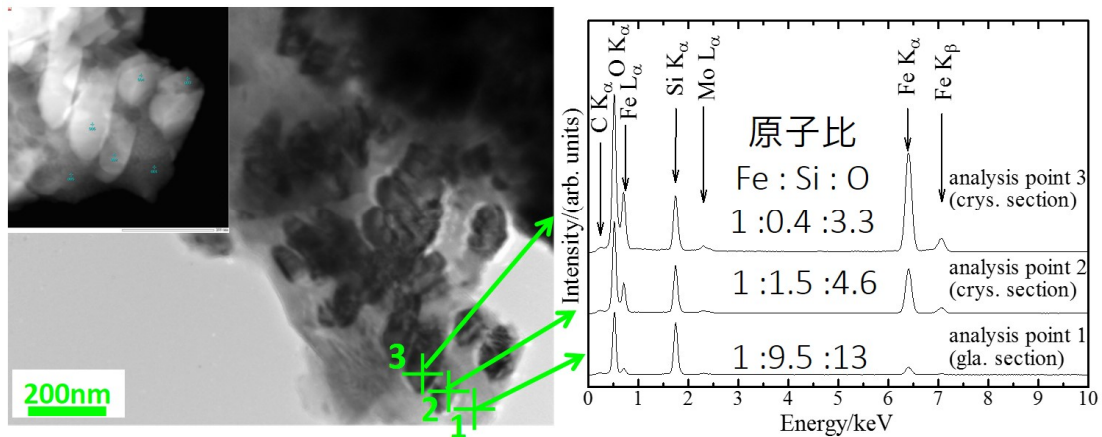 3
2
1
200nm
C Kα
O Kα
Fe Lα
Si Kα
Mo Lα
Fe Kα
Fe Kβ
原子比
Fe : Si : O
1 :0.4 :3.3
analysis point 3
(crys. section)
1 :1.5 :4.6
analysis point 2
(crys. section)
1 :9.5 :13
analysis point 1
(gla. section)
Intensity/(arb. units)
0 1 2 3 4 5 6 7 8 9 10
Energy/keV